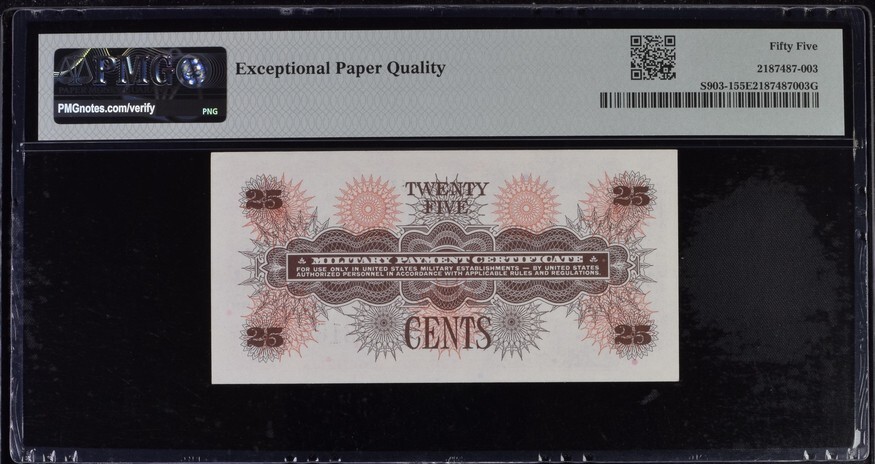 PMG
PMGnotes.com/verify
PNG
Exceptional Paper Quality
Fifty Five
2187487-003
S903-155E2187487003G
25
TWENTY
FIVE
25
MILITARY PAYMENT CERTIFICATE
FOR USE ONLY IN UNITED STATES MILITARY ESTABLISHMENTS — BY UNITED STATES
AUTHORIZED PERSONNEL IN ACCORDANCE WITH APPLICABLE RULES AND REGULATIONS.
25
CENTS
25